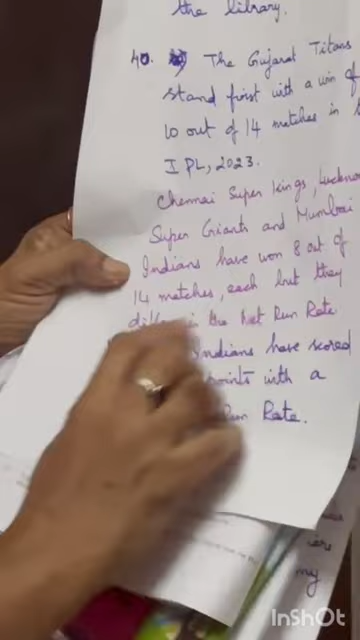 the library.
40. The Gujarat Titans
stand first with a win of
10 out of 14 matches in
IPL, 2023.
Chennai Super Kings, Lucknow
Super Giants and Mumbai
Indians have won 8 out of
14 matches, each but they
in the Net Run Rate
Indians have scored
points with a
Run Rate.
my
InShOt